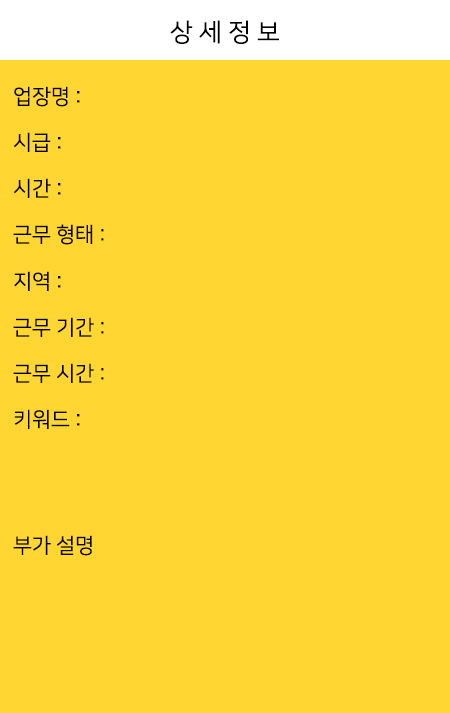 상세정보
업장명 :
시급 :
시간 :
근무 형태 :
지역 :
근무 기간 :
근무 시간 :
키워드 :
부가 설명